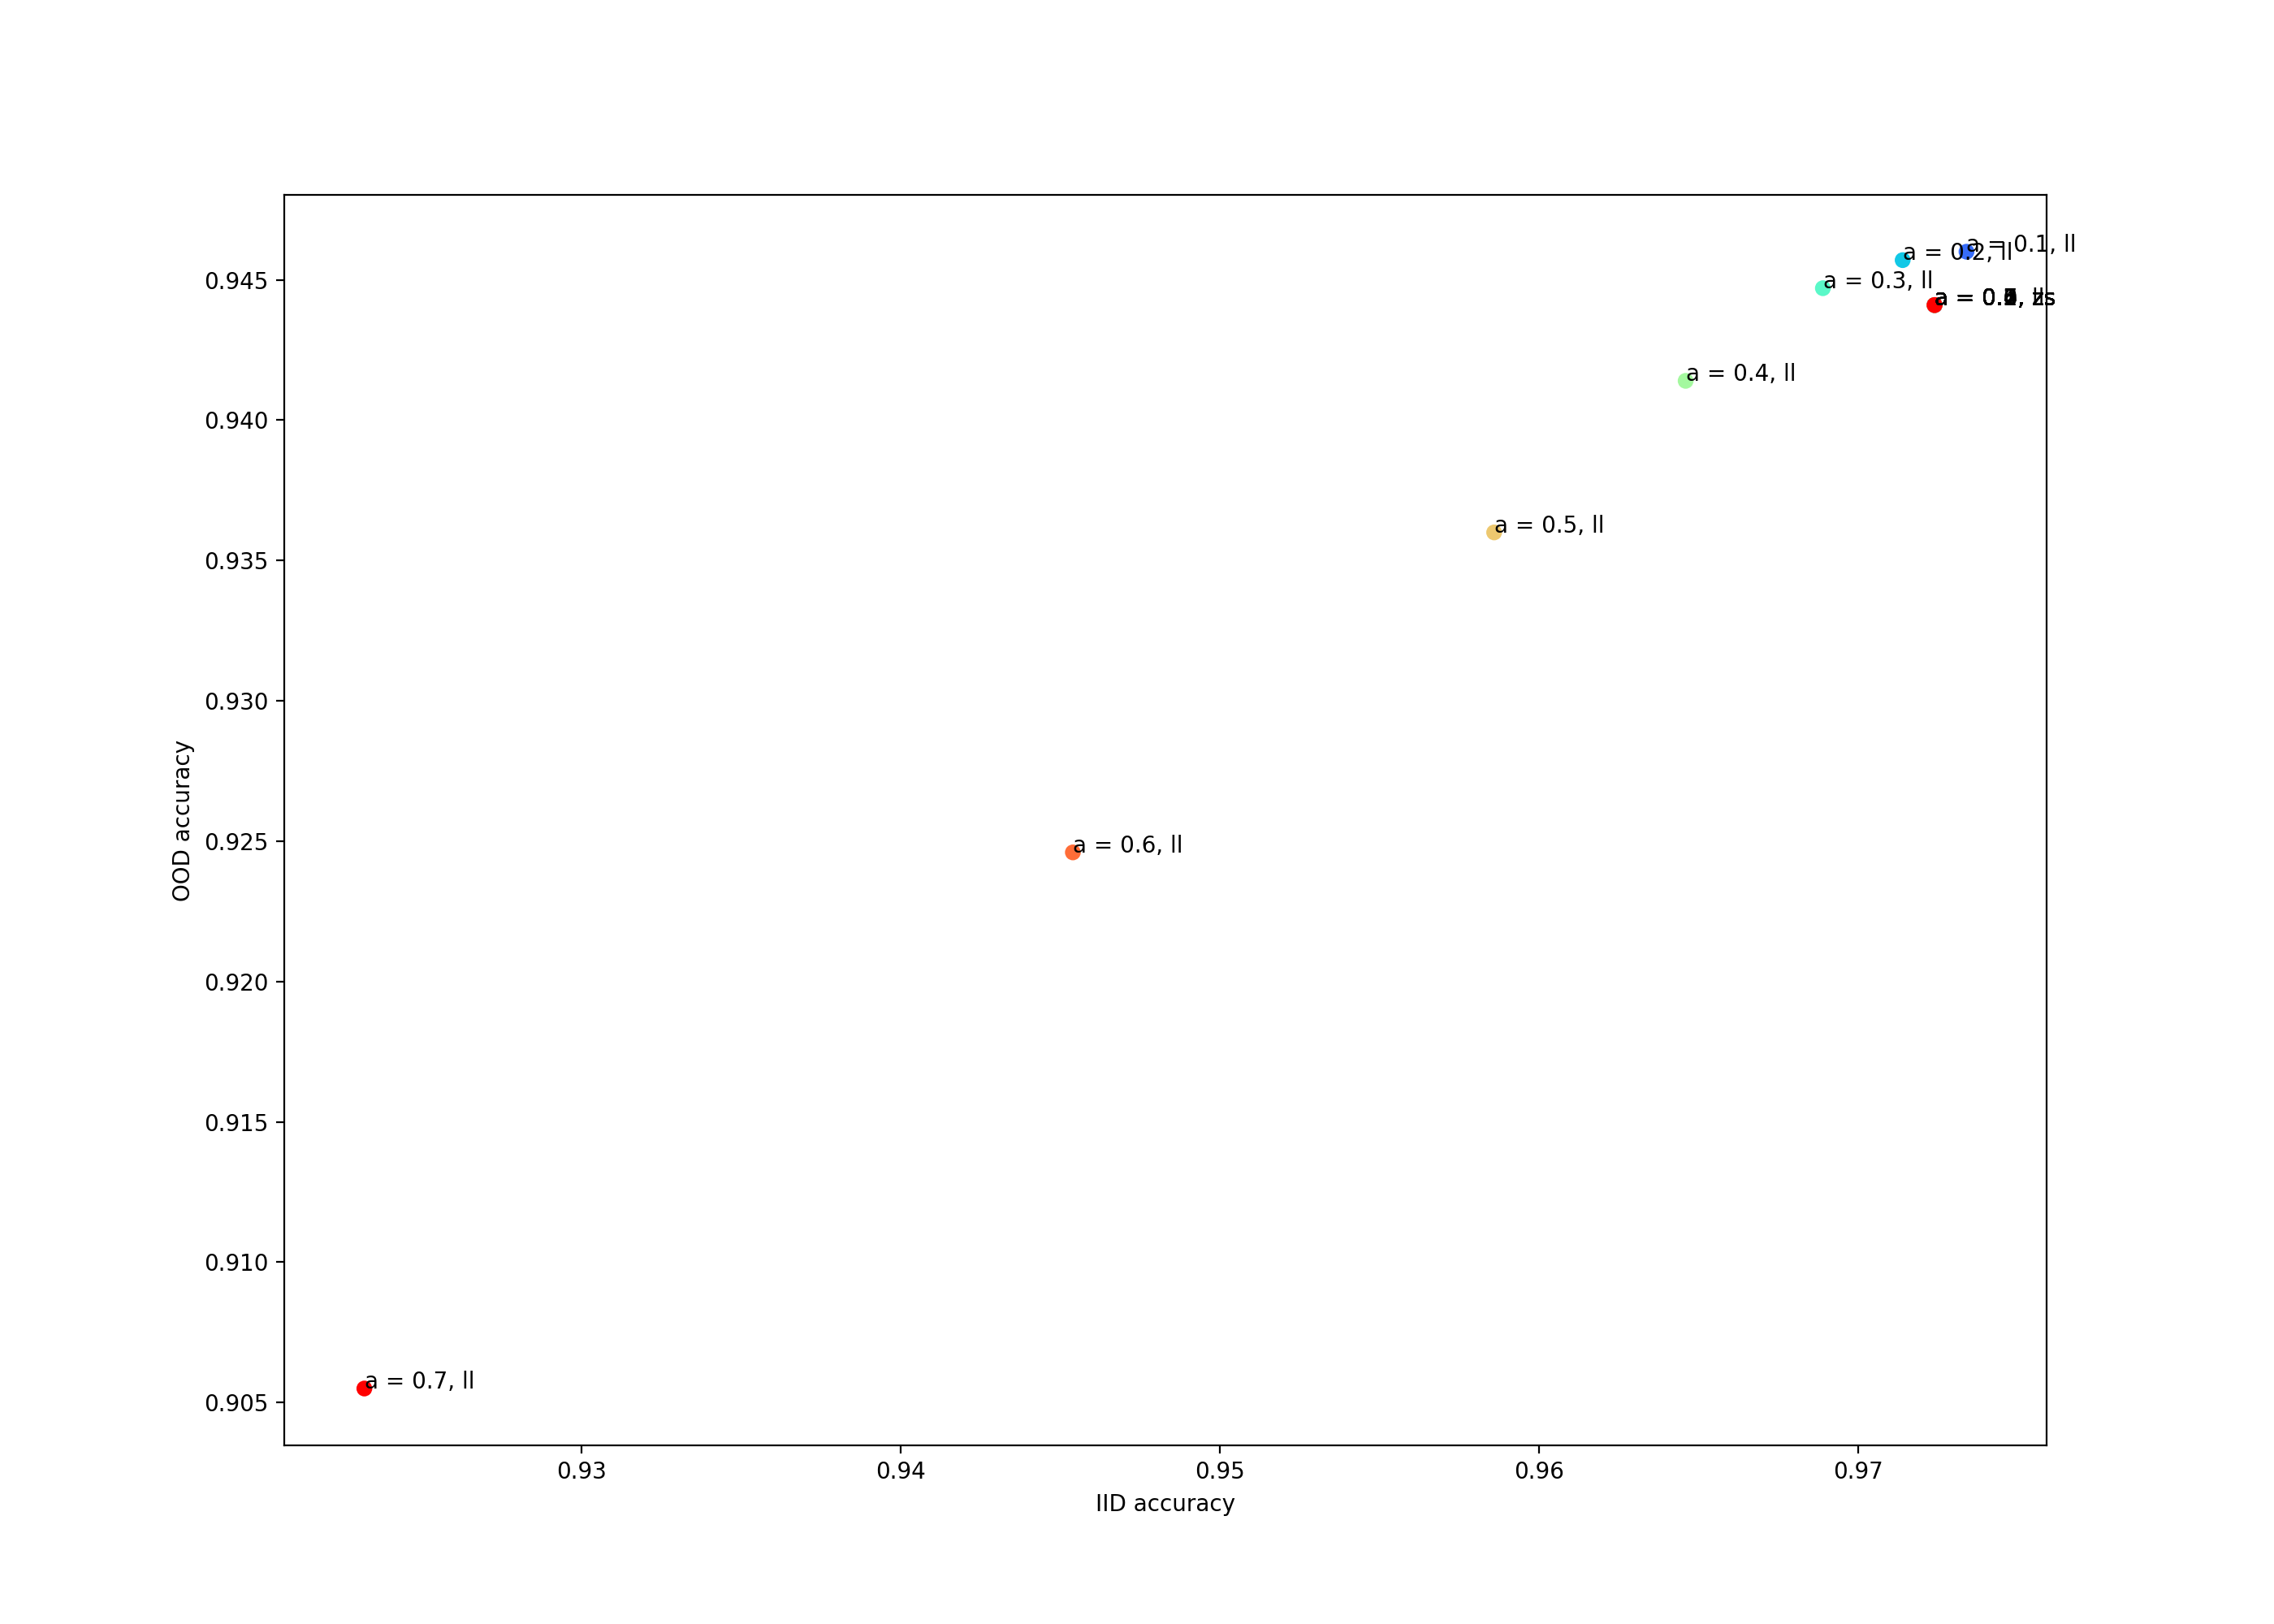 a = 0.1, ll
a = 0.2, ll
a = 0.3, ll
a = 0.4, ll
a = 0.5, ll
a = 0.6, ll
a = 0.7, ll
0.945
0.940
0.935
0.930
0.925
0.920
0.915
0.910
0.905
OOD accuracy
0.93 0.94 0.95 0.96 0.97
IID accuracy